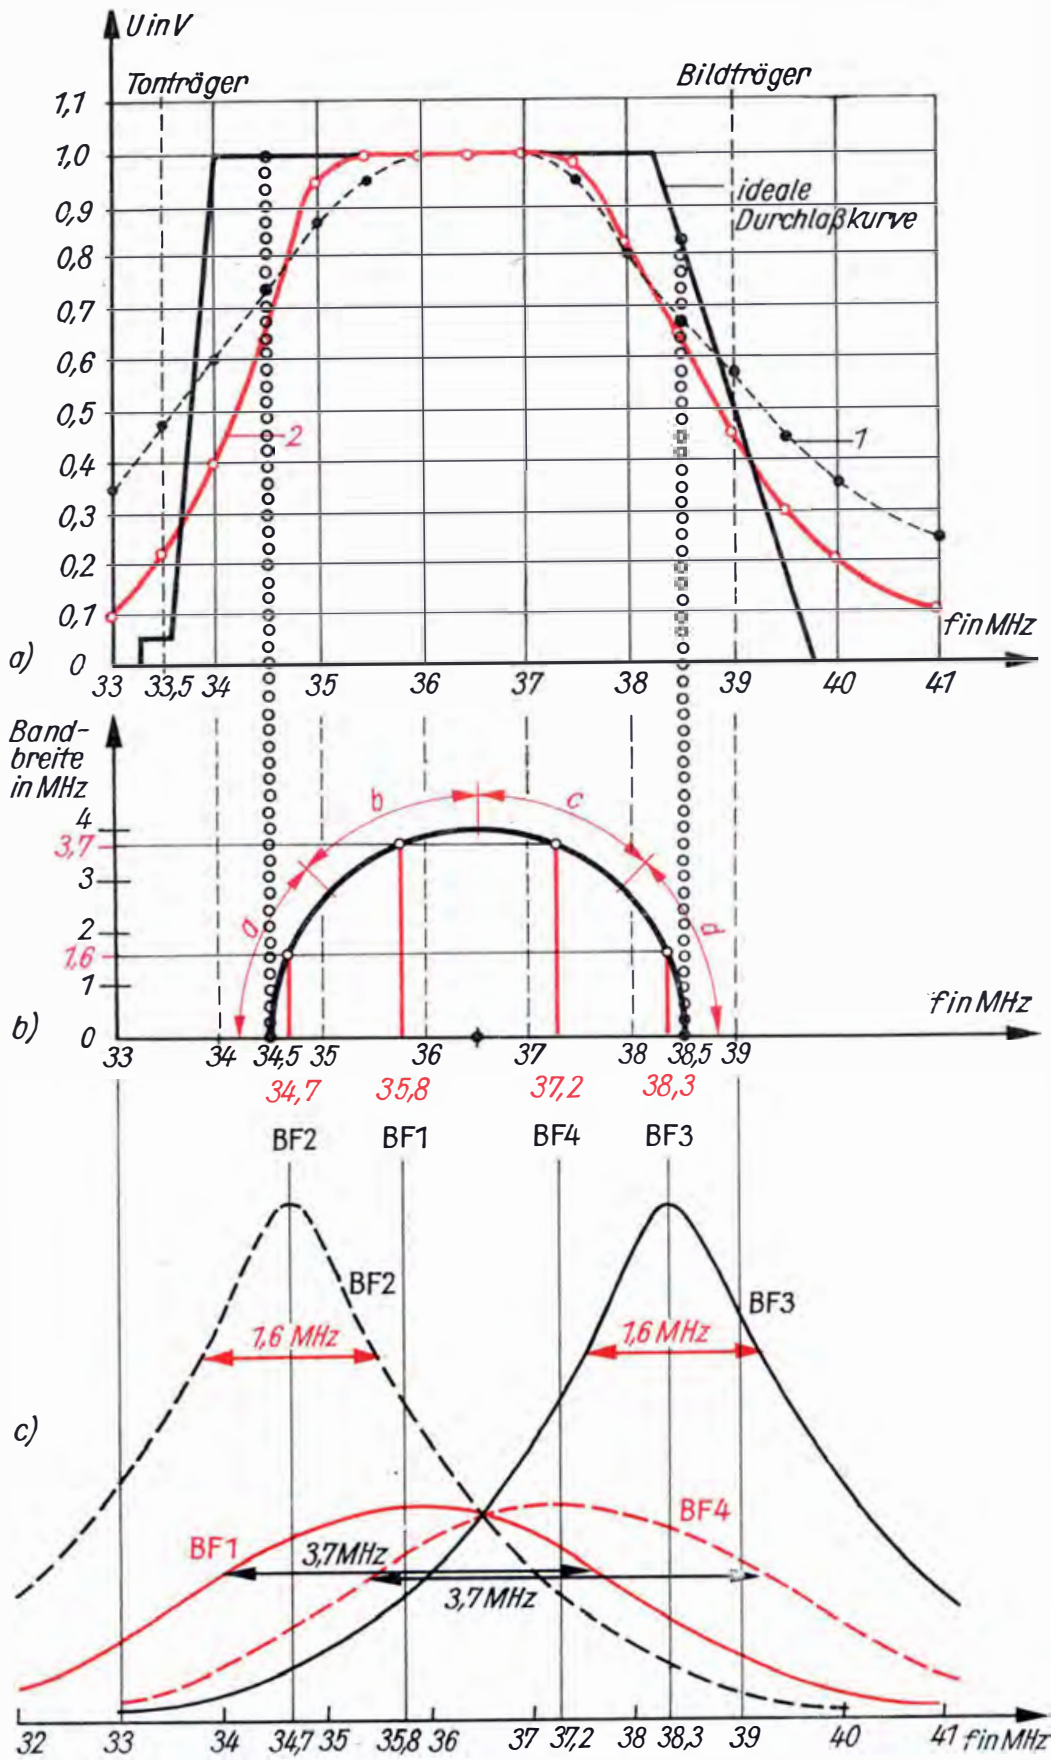 U in V
Tonträger
Bildträger
1,1
1,0
0,9
0,8
0,7
0,6
0,5
0,4
0,3
0,2
0,1
0
ideale
Durchlaßkurve
1
2
f in MHz
a)
33 33,5 34 35 36 37 38 39 40 41
Band-
breite
in MHz
4
3,7
3
2
1,6
1
0
a b c d
f in MHz
b)
33 34 34,5 35 36 37 38 38,5 39
34,7 35,8 37,2 38,3
BF2 BF1 BF4 BF3
BF2
BF3
1,6 MHz
1,6 MHz
c)
BF1
BF4
3,7 MHz
3,7 MHz
32 33 34 34,7 35 35,8 36 37 37,2 38 38,3 39 40 41 f in MHz